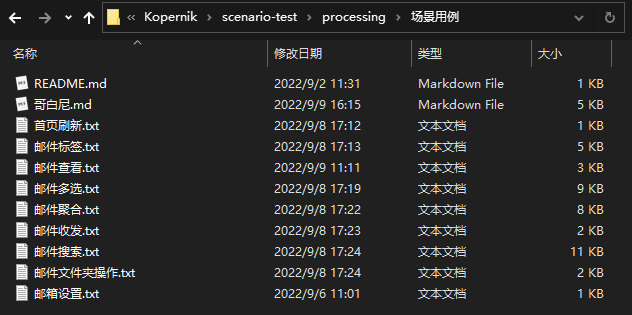 « Kopernik › scenario-test › processing › 场景用例
名称 修改日期 类型 大小
README.md 2022/9/2 11:31 Markdown File 1 KB
哥白尼.md 2022/9/9 16:15 Markdown File 5 KB
首页刷新.txt 2022/9/8 17:12 文本文档 1 KB
邮件标签.txt 2022/9/8 17:13 文本文档 5 KB
邮件查看.txt 2022/9/9 11:11 文本文档 3 KB
邮件多选.txt 2022/9/8 17:19 文本文档 9 KB
邮件聚合.txt 2022/9/8 17:22 文本文档 8 KB
邮件收发.txt 2022/9/8 17:23 文本文档 2 KB
邮件搜索.txt 2022/9/8 17:24 文本文档 11 KB
邮件文件夹操作.txt 2022/9/8 17:24 文本文档 2 KB
邮箱设置.txt 2022/9/6 11:01 文本文档 1 KB